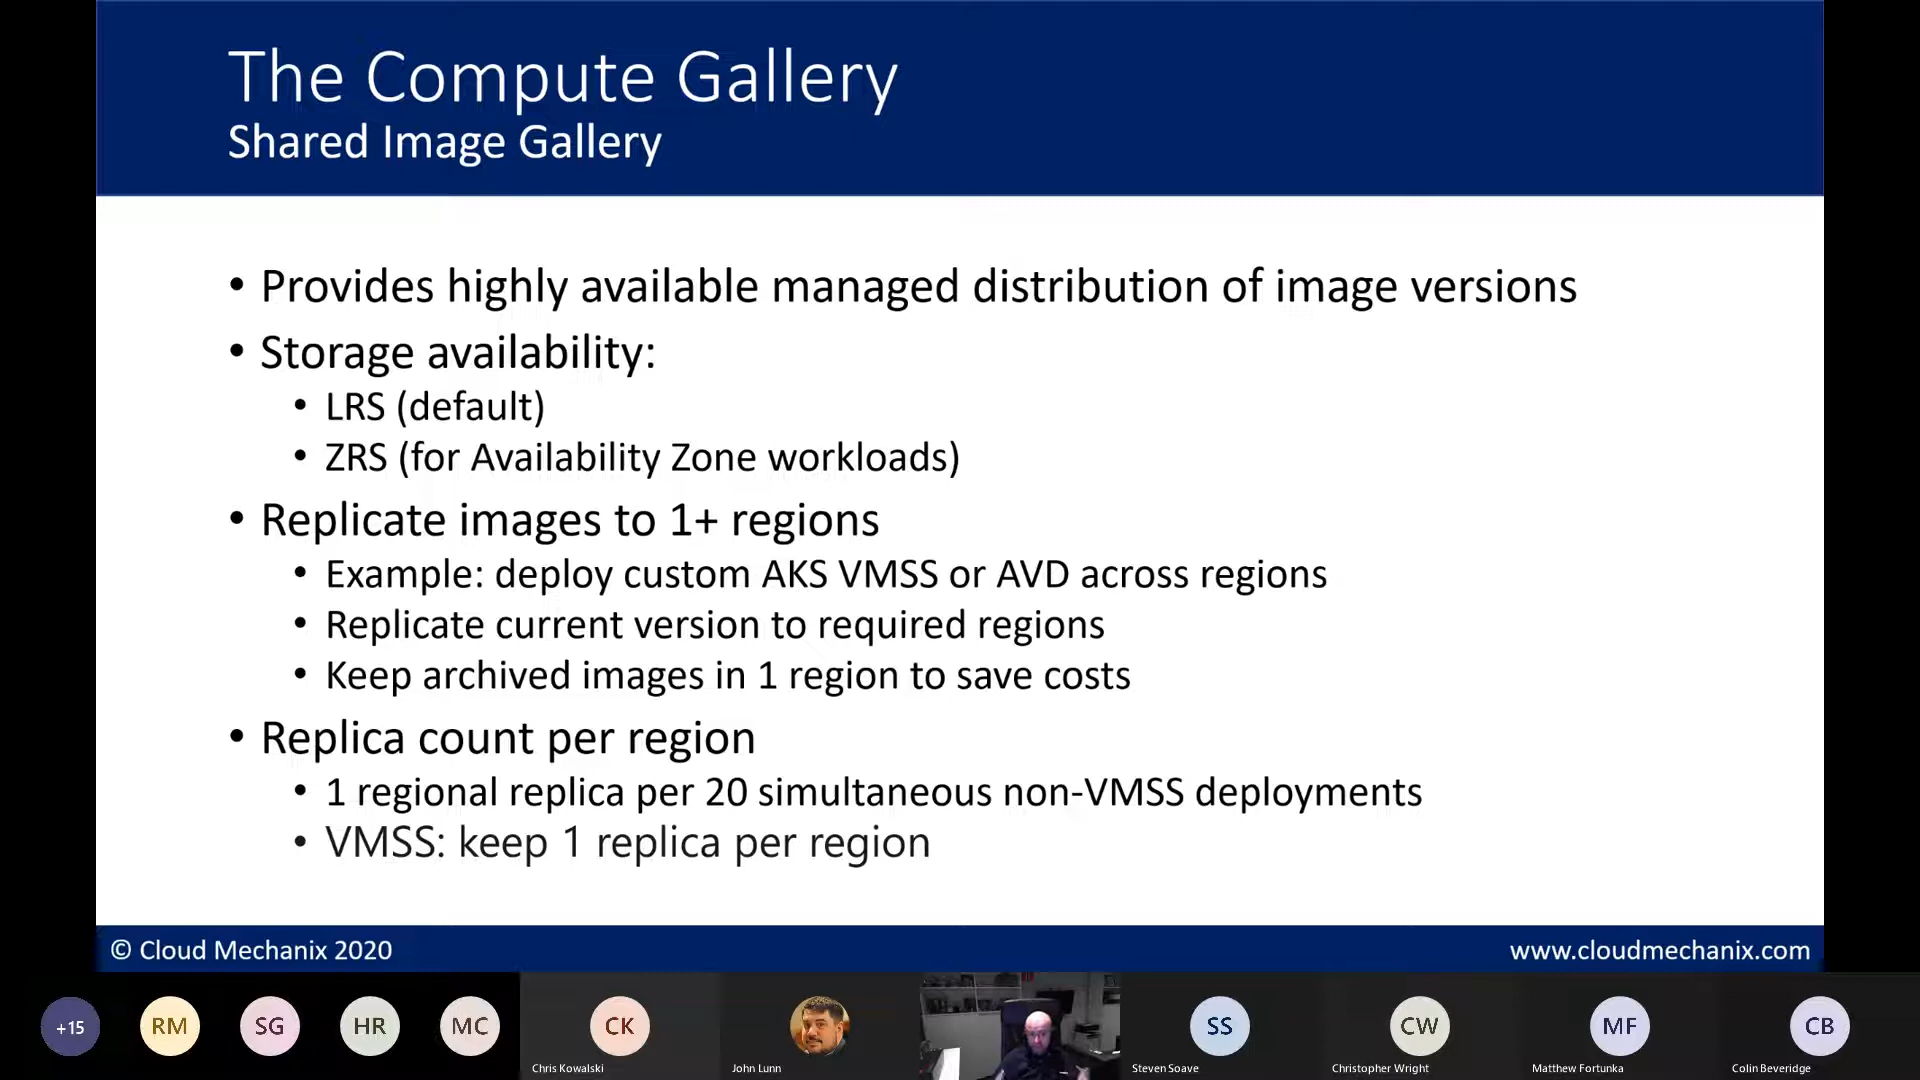 The Compute Gallery
Shared Image Gallery
• Provides highly available managed distribution of image versions
• Storage availability:
• LRS (default)
• ZRS (for Availability Zone workloads)
• Replicate images to 1+ regions
• Example: deploy custom AKS VMSS or AVD across regions
• Replicate current version to required regions
• Keep archived images in 1 region to save costs
• Replica count per region
• 1 regional replica per 20 simultaneous non-VMSS deployments
• VMSS: keep 1 replica per region
© Cloud Mechanix 2020
www.cloudmechanix.com
+15
RM
SG
HR
MC
CK
SS
CW
MF
CB
Chris Kowalski
John Lunn
Steven Soave
Christopher Wright
Matthew Fortunka
Colin Beveridge